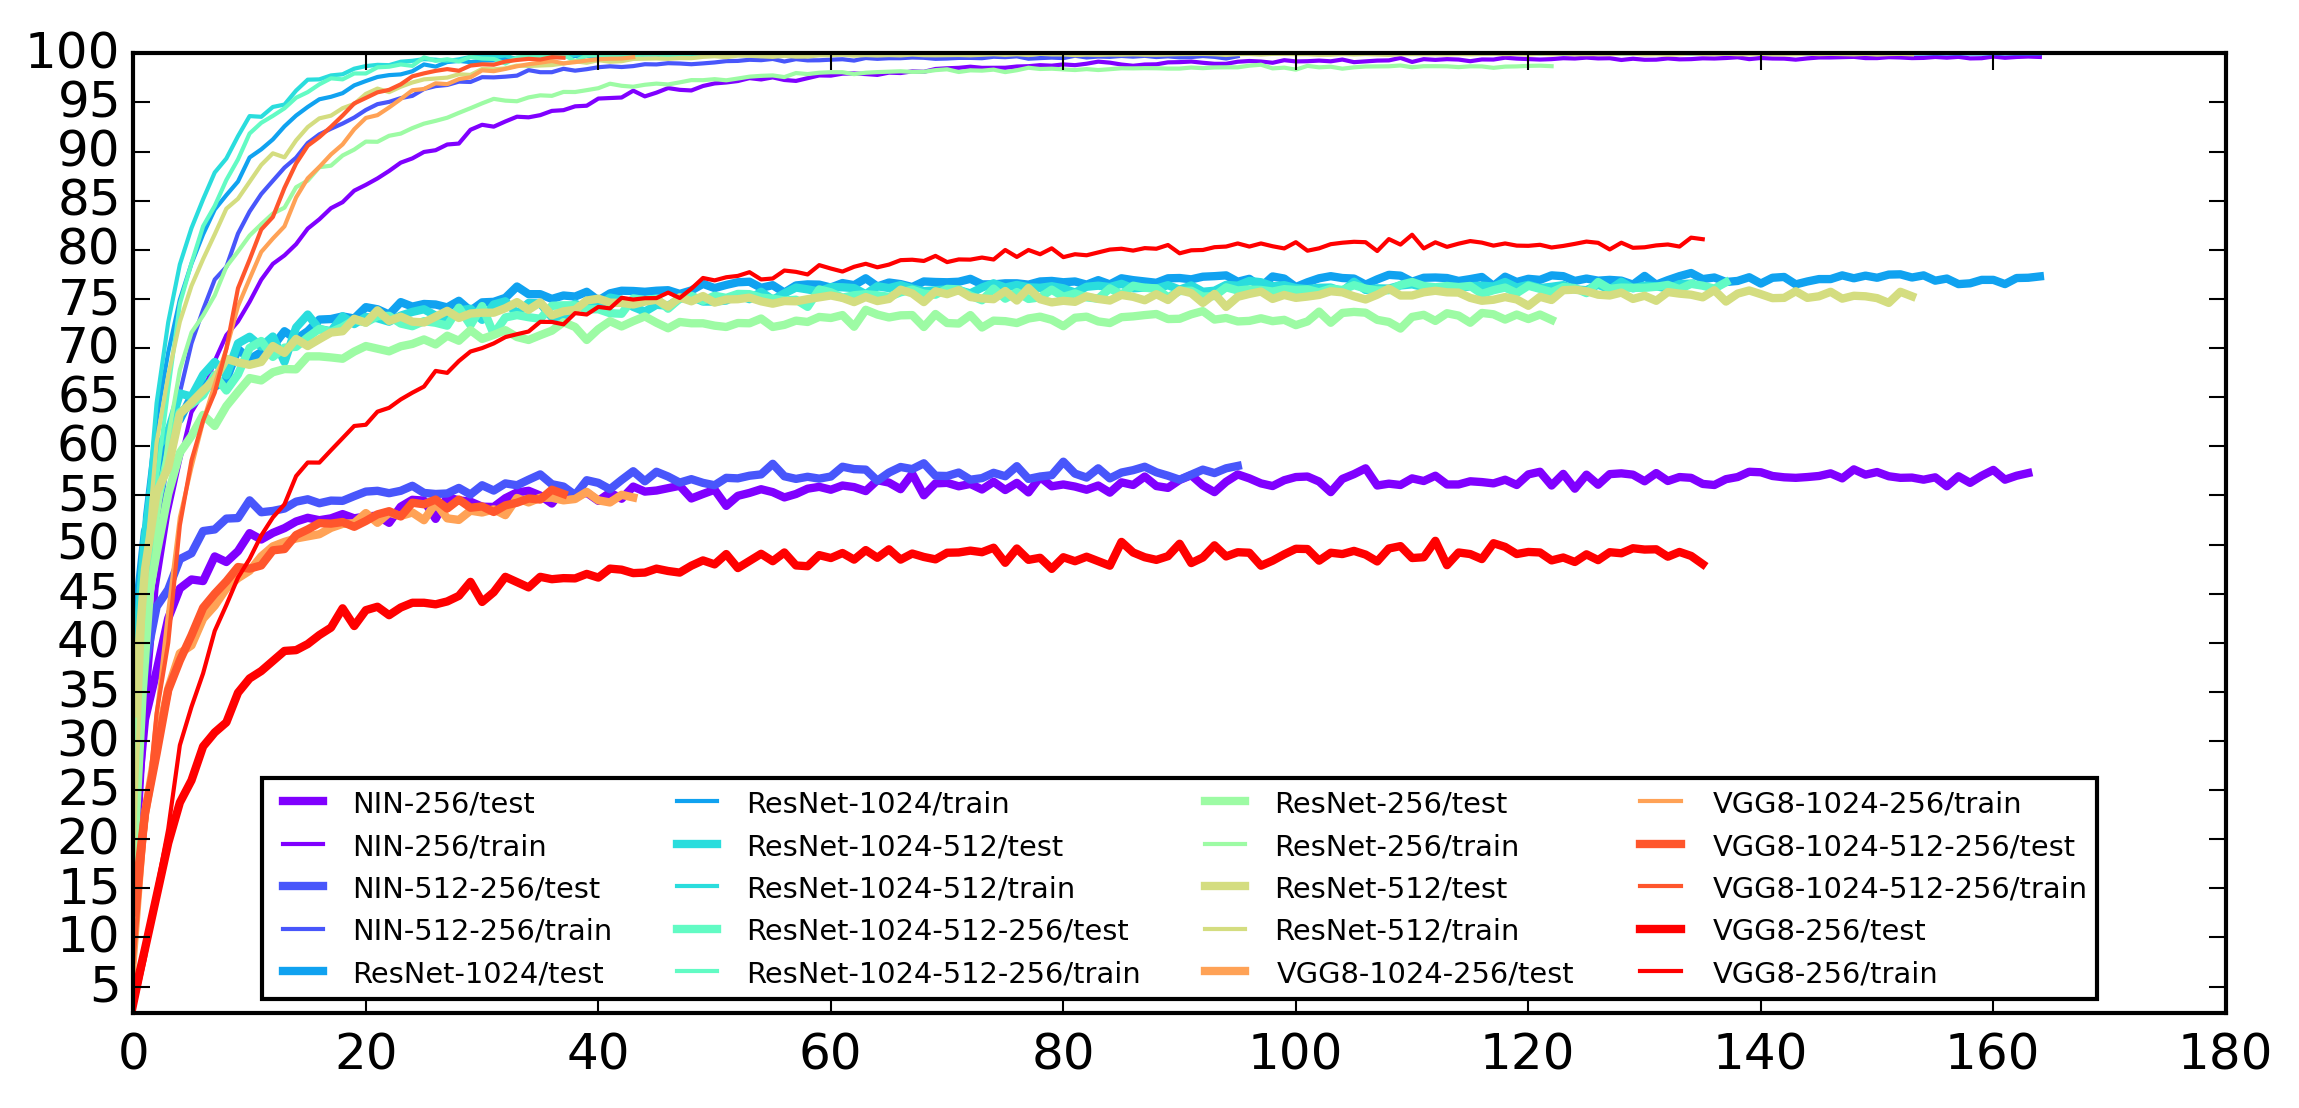 100
95
90
85
80
75
70
65
60
55
50
45
40
35
30
25
20
15
10
5
0 20 40 60 80 100 120 140 160 180
NIN-256/test
NIN-256/train
NIN-512-256/test
NIN-512-256/train
ResNet-1024/test
ResNet-1024/train
ResNet-1024-512/test
ResNet-1024-512/train
ResNet-1024-512-256/test
ResNet-1024-512-256/train
ResNet-256/test
ResNet-256/train
ResNet-512/test
ResNet-512/train
VGG8-1024-256/test
VGG8-1024-256/train
VGG8-1024-512-256/test
VGG8-1024-512-256/train
VGG8-256/test
VGG8-256/train